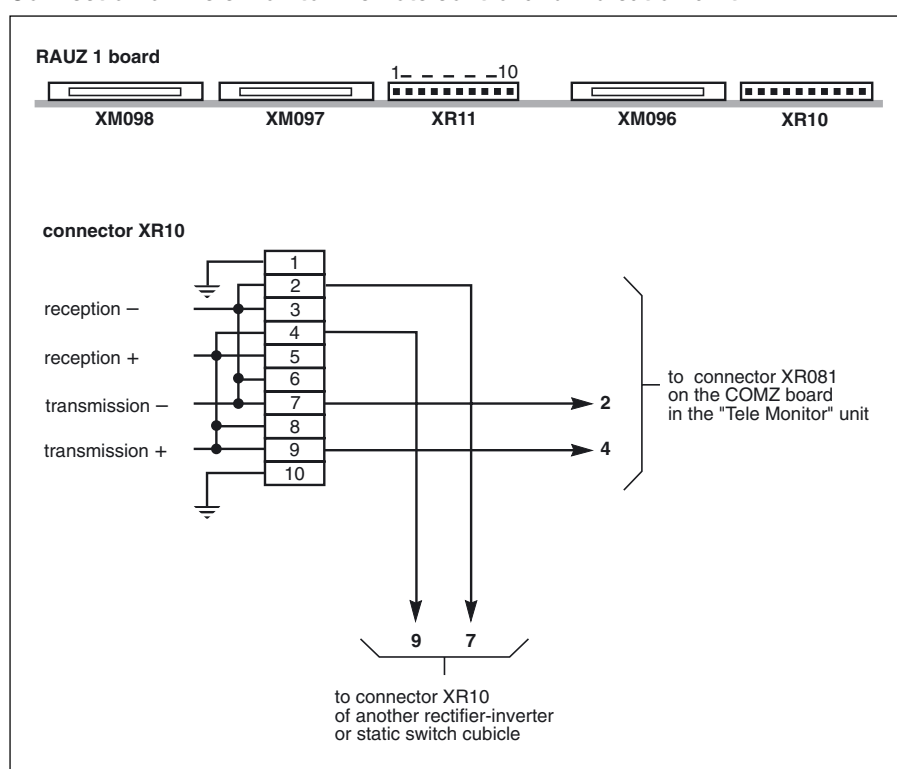 RAUZ 1 board
1 – – – – – 10
XM098 XM097 XR11 XM096 XR10
connector XR10
1
2
reception – 3
4
reception + 5
6
transmission – 7 2
8
transmission + 9 4
10
to connector XR081
on the COMZ board
in the "Tele Monitor" unit
9 7
to connector XR10
of another rectifier-inverter
or static switch cubicle